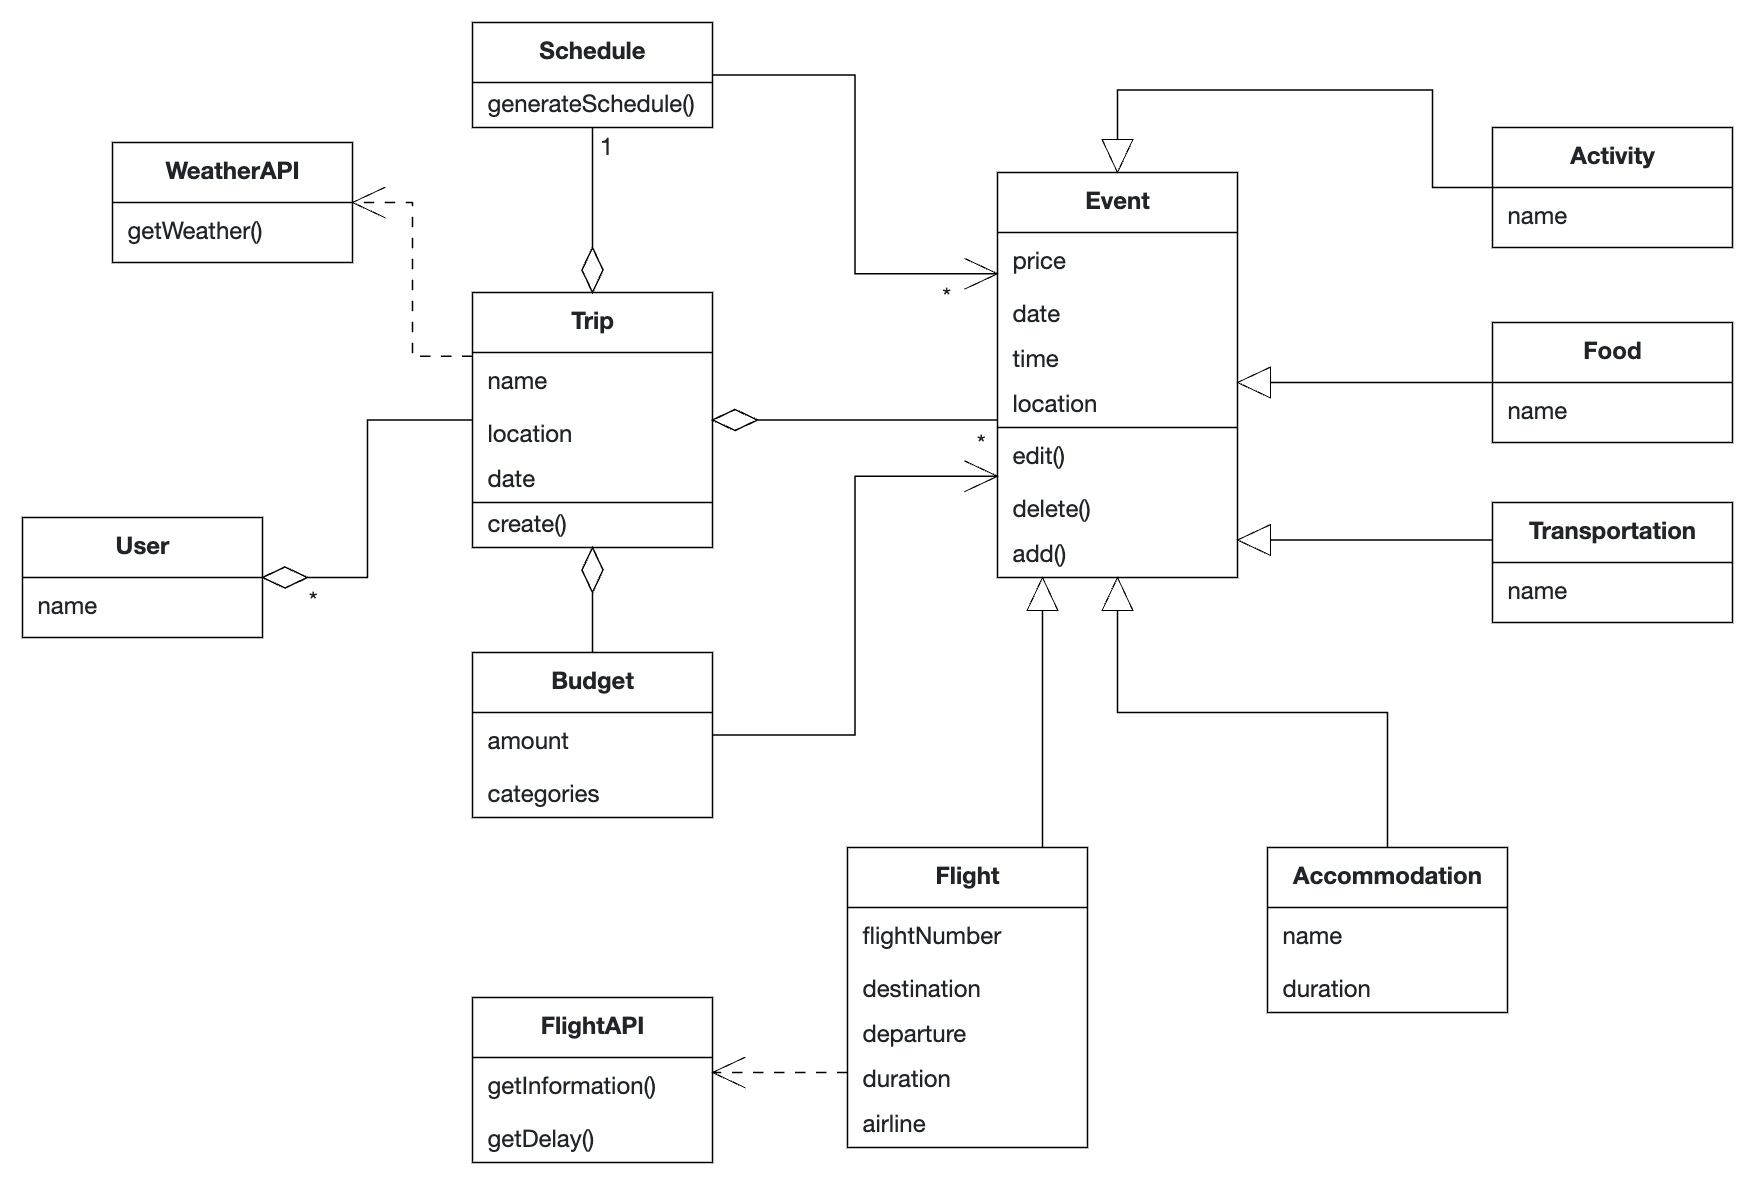 Schedule
generateSchedule()
1
WeatherAPI
getWeather()
Trip
name
location
date
create()
User
name
*
Budget
amount
categories
Event
price
date
time
location
edit()
delete()
add()
*
*
Activity
name
Food
name
Transportation
name
Flight
flightNumber
destination
departure
duration
airline
Accommodation
name
duration
FlightAPI
getInformation()
getDelay()